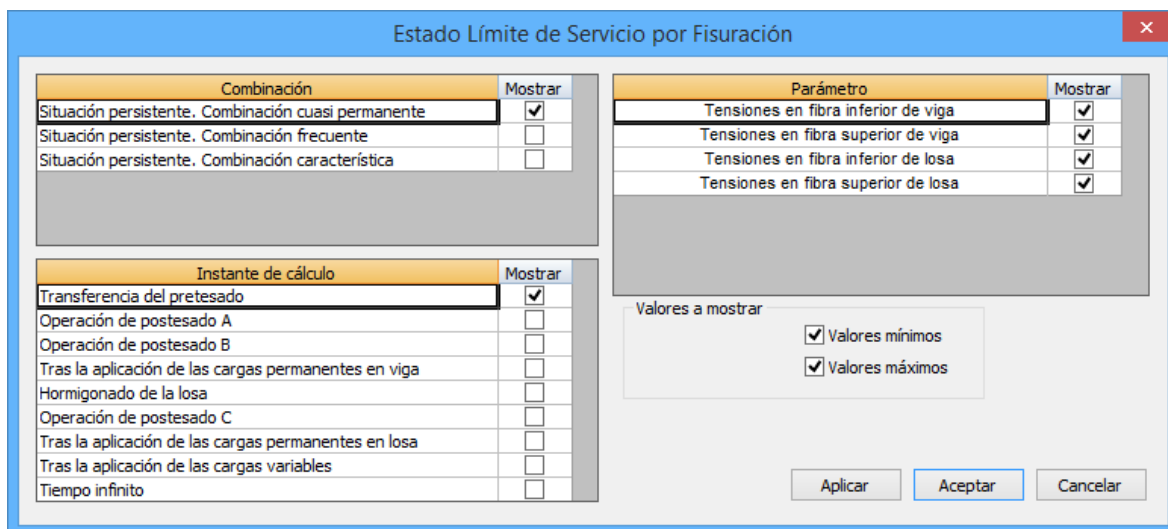 Estado Límite de Servicio por Fisuración
Combinación Mostrar
Situación persistente. Combinación cuasi permanente
Situación persistente. Combinación frecuente
Situación persistente. Combinación característica
Instante de cálculo Mostrar
Transferencia del pretesado
Operación de postesado A
Operación de postesado B
Tras la aplicación de las cargas permanentes en viga
Hormigonado de la losa
Operación de postesado C
Tras la aplicación de las cargas permanentes en losa
Tras la aplicación de las cargas variables
Tiempo infinito
Parámetro Mostrar
Tensiones en fibra inferior de viga
Tensiones en fibra superior de viga
Tensiones en fibra inferior de losa
Tensiones en fibra superior de losa
Valores a mostrar
Valores mínimos
Valores máximos
Aplicar Aceptar Cancelar